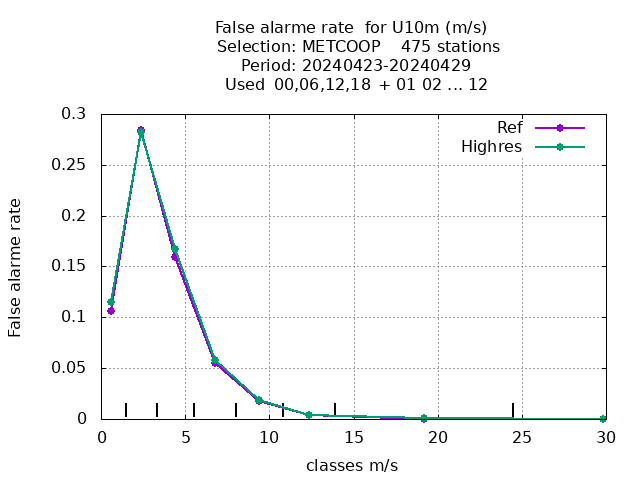 False alarme rate  for U10m (m/s)
Selection: METCOOP    475 stations
Period: 20240423-20240429
Used  00,06,12,18 + 01 02 ... 12
Ref
Highres
0.3
0.25
0.2
0.15
0.1
0.05
0
False alarme rate
0 5 10 15 20 25 30
classes m/s